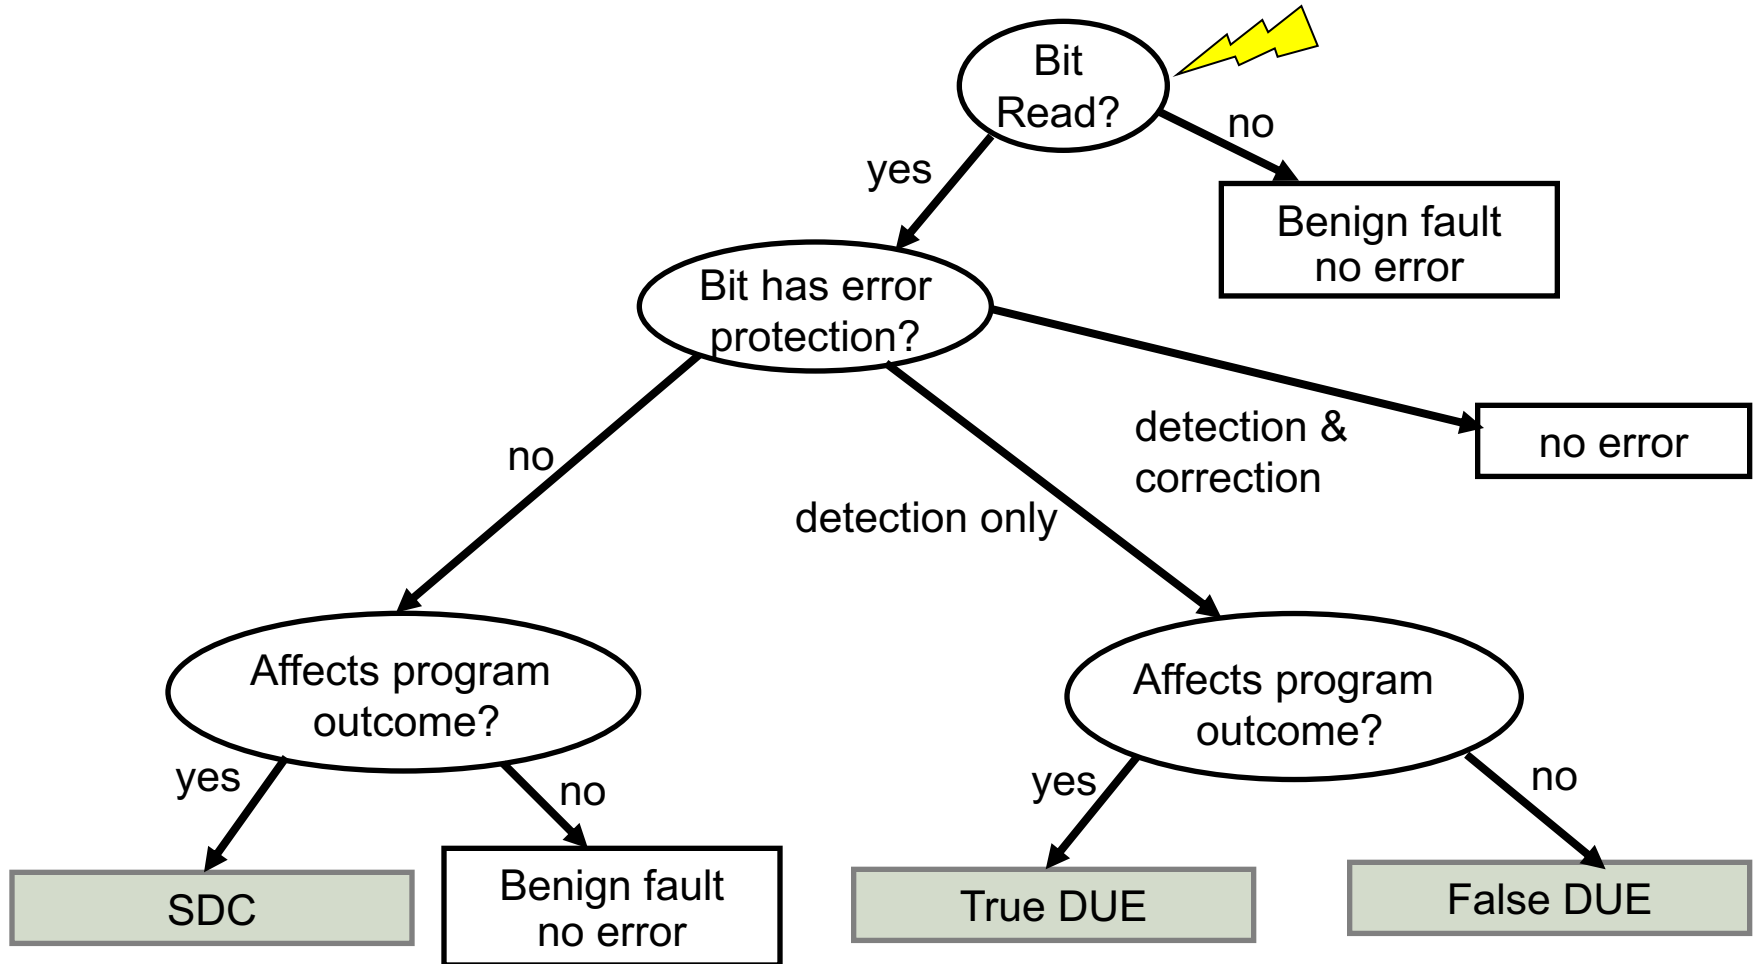 Bit
Read?
no
yes
Benign fault
no error
Bit has error
protection?
detection &
correction
no error
no
detection only
Affects program
outcome?
Affects program
outcome?
yes
no
yes
no
SDC
Benign fault
no error
True DUE
False DUE